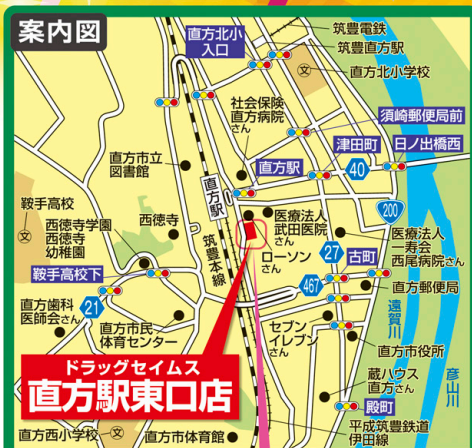 案内図
筑豊電鉄
筑豊直方駅
直方北小
入口
直方北小学校
文
社会保険
直方病院
さん
須崎郵便局前
津田町
日ノ出橋西
直方市立
図書館
直方駅
40
直方駅
200
鞍手高校
文
西徳寺学園
西徳寺
幼稚園
西徳寺
筑豊本線
医療法人
武田医院
さん
ローソン
さん
27
医療法人
一寿会
西尾病院さん
古町
鞍手高校下
467
直方郵便局
遠賀川
直方歯科
医師会さん
21
直方市民
体育センター
セブン
イレブン
さん
直方市役所
彦山川
ドラッグセイムス
直方駅東口店
蔵ハウス
直方さん
殿町
直方西小学校
文
直方市体育館
平成筑豊鉄道
伊田線